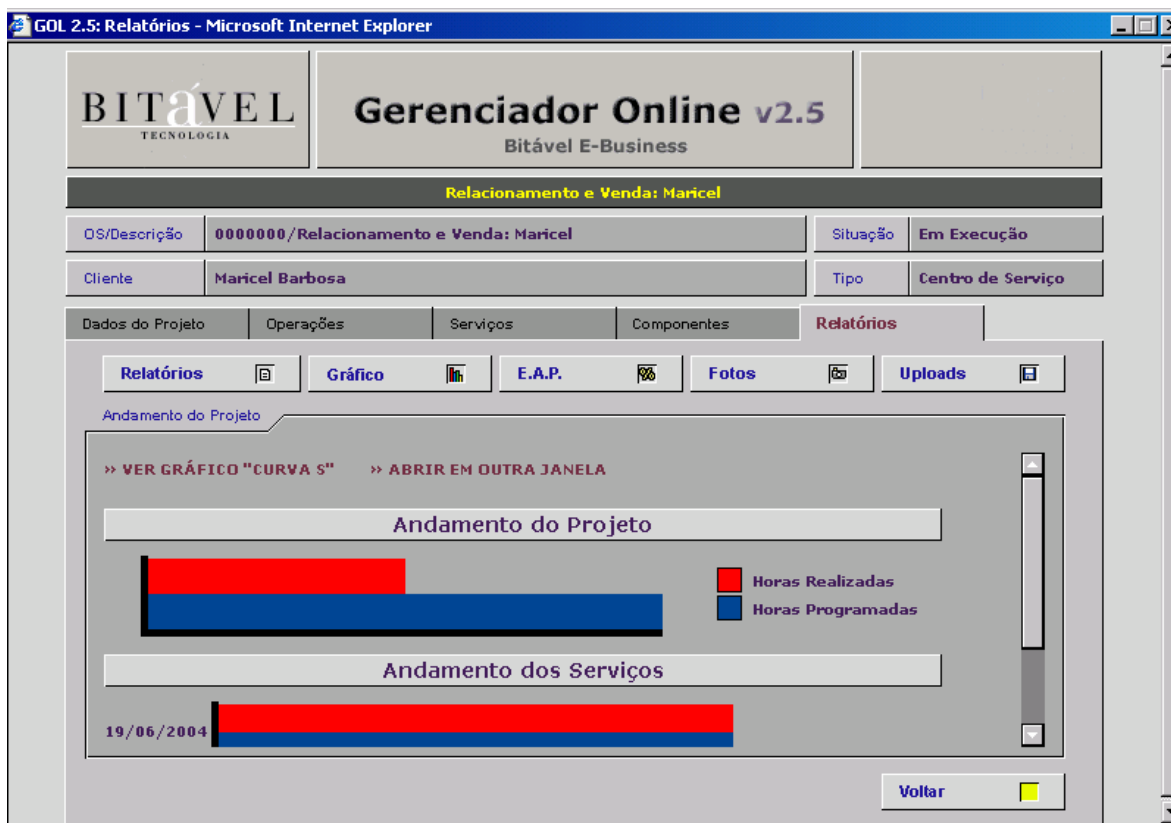 GOL 2.5: Relatórios - Microsoft Internet Explorer
BITáVEL
TECNOLOGIA
Gerenciador Online v2.5
Bitável E-Business
Relacionamento e Venda: Maricel
OS/Descrição 0000000/Relacionamento e Venda: Maricel Situação Em Execução
Cliente Maricel Barbosa Tipo Centro de Serviço
Dados do Projeto Operações Serviços Componentes Relatórios
Relatórios Gráfico E.A.P. Fotos Uploads
Andamento do Projeto
» VER GRÁFICO "CURVA S" » ABRIR EM OUTRA JANELA
Andamento do Projeto
Horas Realizadas
Horas Programadas
Andamento dos Serviços
19/06/2004
Voltar